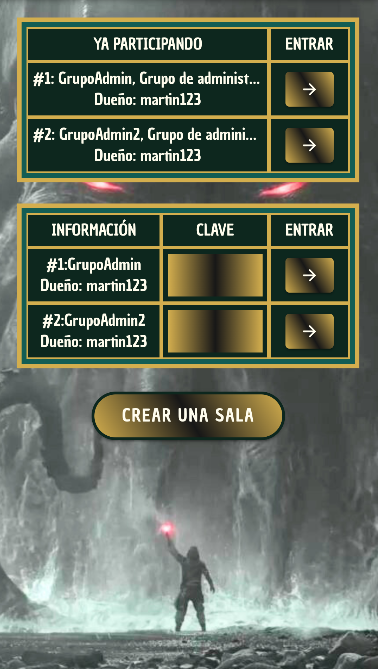 YA PARTICIPANDO
ENTRAR
#1: GrupoAdmin, Grupo de administ...
Dueño: martin123
#2: GrupoAdmin2, Grupo de admini...
Dueño: martin123
INFORMACIÓN
CLAVE
ENTRAR
#1:GrupoAdmin
Dueño: martin123
#2:GrupoAdmin2
Dueño: martin123
CREAR UNA SALA